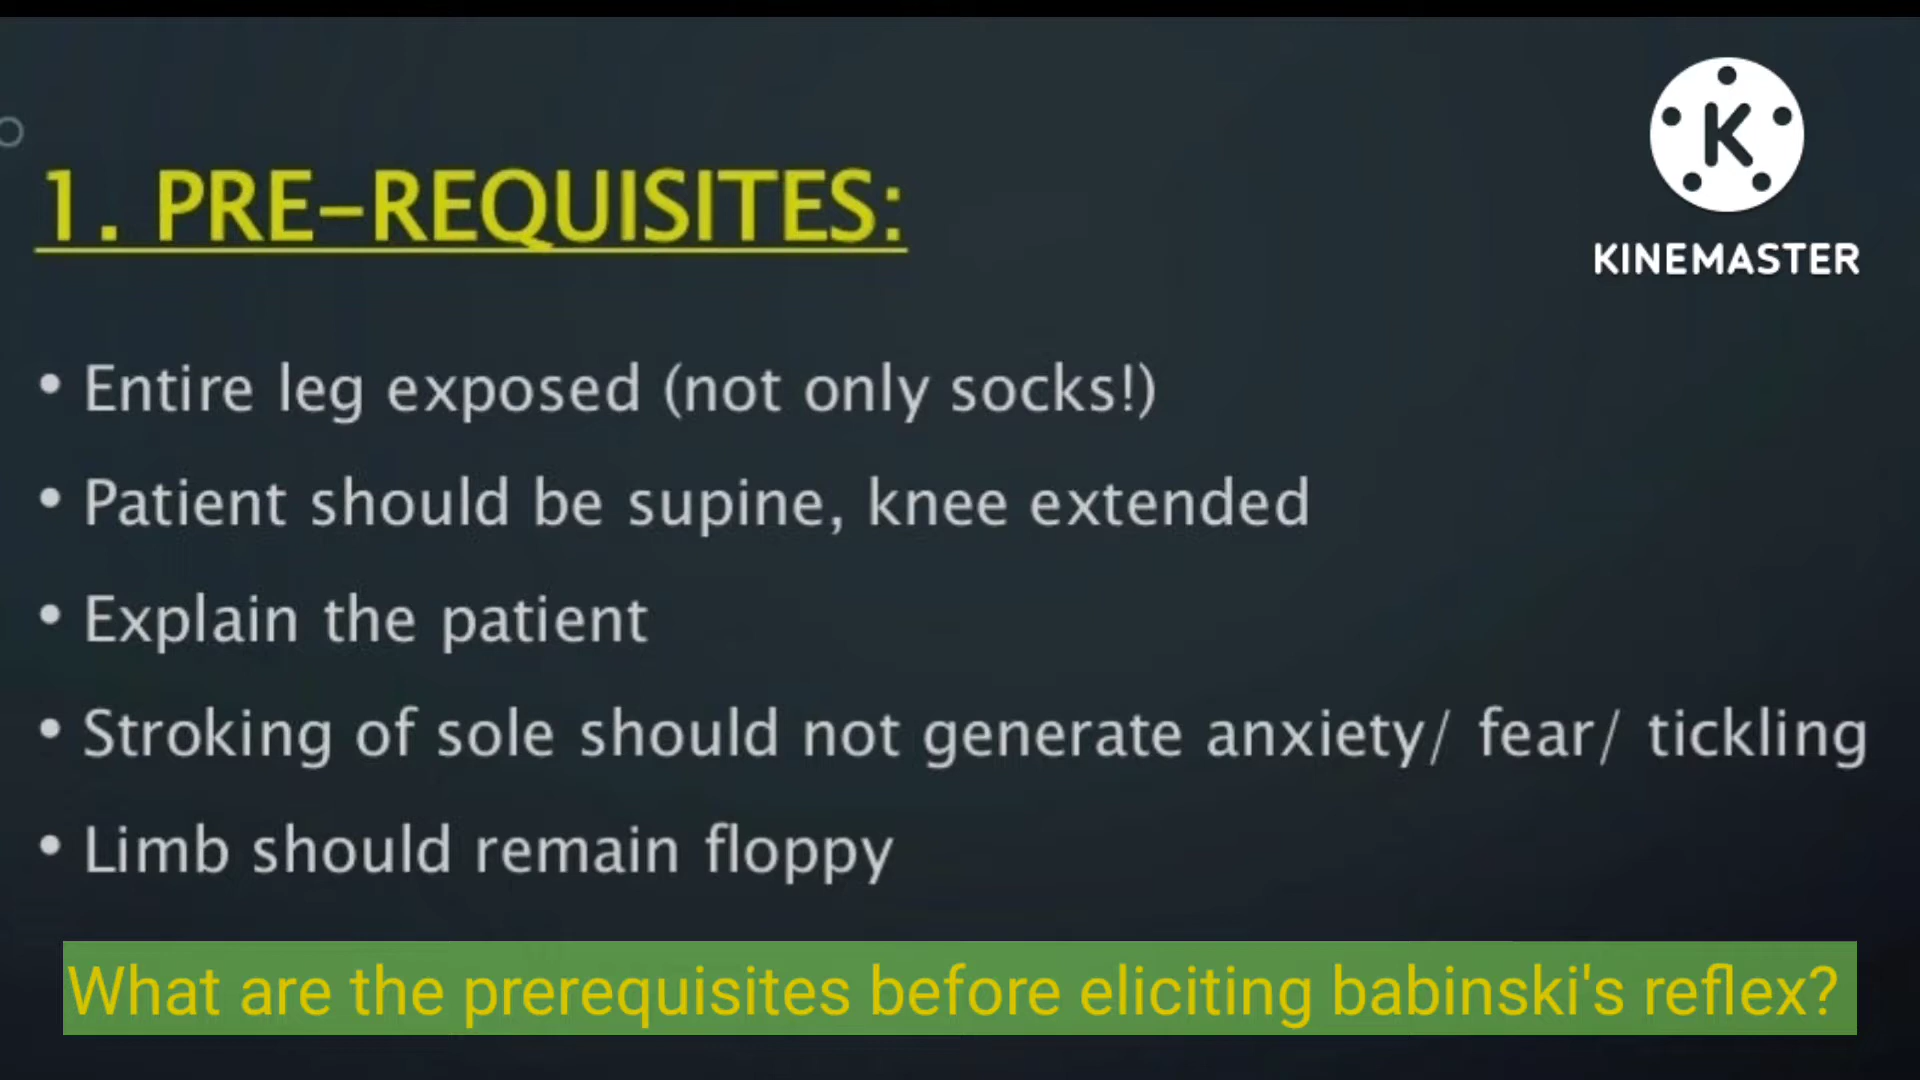 1. PRE-REQUISITES:
K
KINEMASTER
• Entire leg exposed (not only socks!)
• Patient should be supine, knee extended
• Explain the patient
• Stroking of sole should not generate anxiety/ fear/ tickling
• Limb should remain floppy
What are the prerequisites before eliciting babinski's reflex?